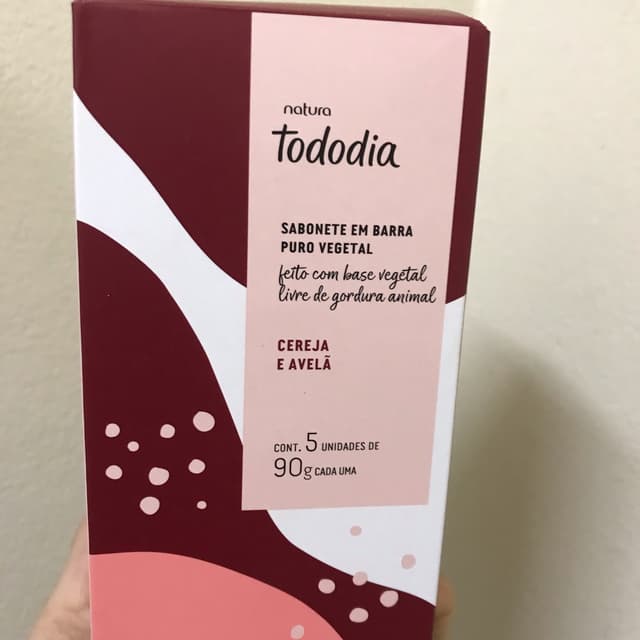 natura
Tododia
SABONETE EM BARRA
PURO VEGETAL
feito com base vegetal
livre de gordura animal
CEREJA
E AVELÃ
CONT. 5 UNIDADES DE
90g CADA UMA